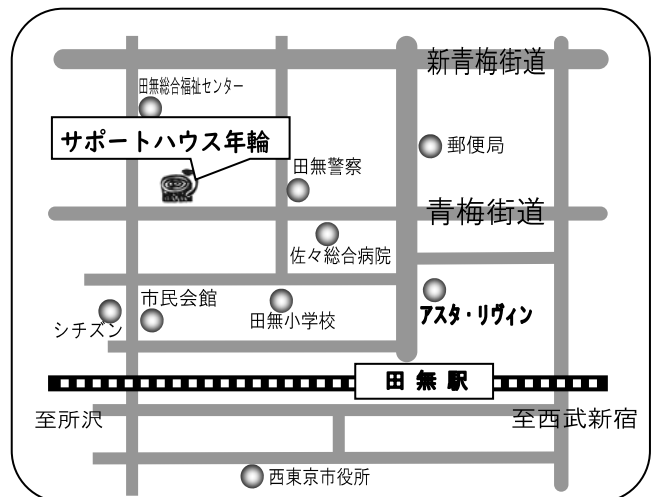 新青梅街道
田無総合福祉センター
サポートハウス年輪
郵便局
田無警察
青梅街道
佐々総合病院
市民会館
シチズン
田無小学校
アスタ・リヴィン
田無駅
至所沢
至西武新宿
西東京市役所